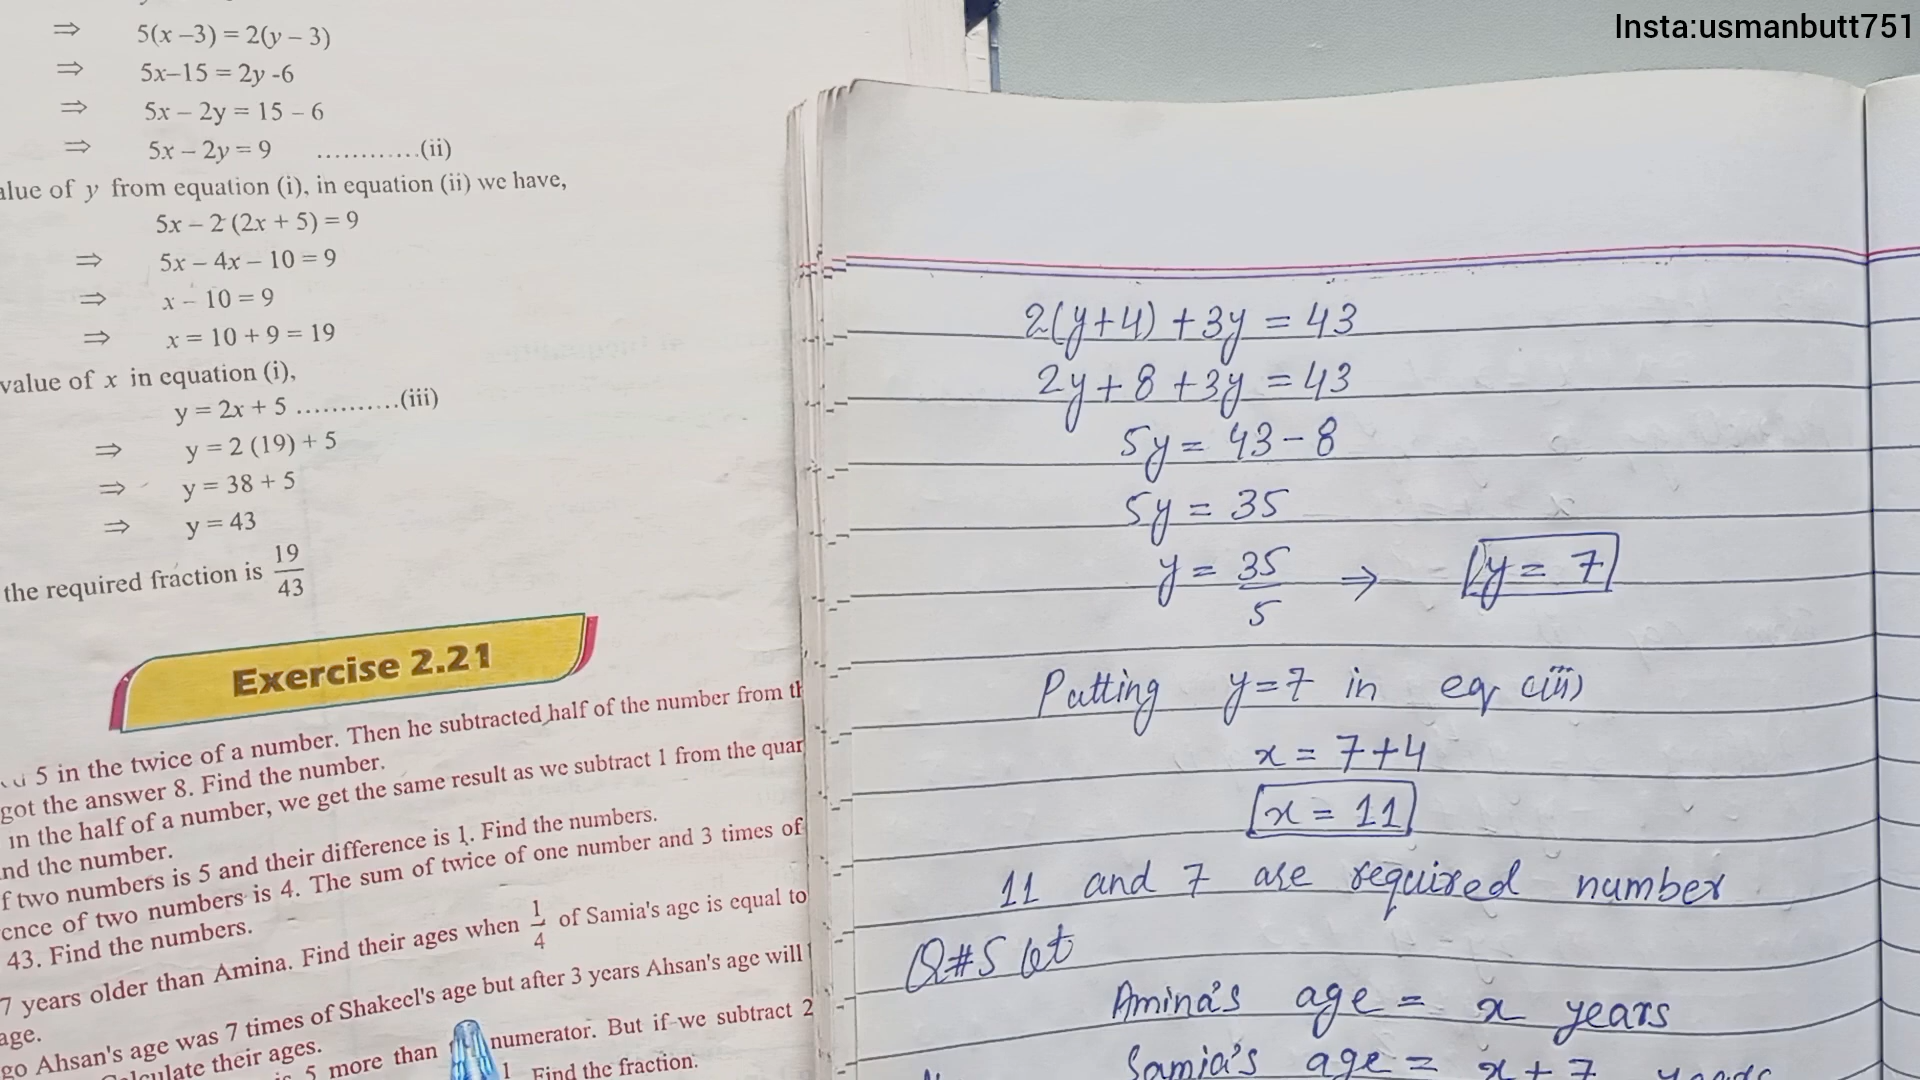 Insta:usmanbutt751
⇒ 5(x –3) = 2(y – 3)
⇒ 5x–15 = 2y -6
⇒ 5x – 2y = 15 – 6
⇒ 5x – 2y = 9 ............(ii)
of y from equation (i), in equation (ii) we have,
5x – 2 (2x + 5) = 9
⇒ 5x – 4x – 10 = 9
⇒ x – 10 = 9
⇒ x = 10 + 9 = 19
value of x in equation (i),
y = 2x + 5 ............(iii)
⇒ y = 2 (19) + 5
⇒ y = 38 + 5
⇒ y = 43
the required fraction is 19/43
Exercise 2.21
5 in the twice of a number. Then he subtracted half of the number from
got the answer 8. Find the number.
in the half of a number, we get the same result as we subtract 1 from the
the number.
two numbers is 5 and their difference is 1. Find the numbers.
of two numbers is 4. The sum of twice of one number and 3 times of
43. Find the numbers.
7 years older than Amina. Find their ages when 1/4 of Samia's age is equal to
age.
Ahsan's age was 7 times of Shakeel's age but after 3 years Ahsan's age will
their ages.
5 more than numerator. But if we subtract 2
1 Find the fraction.
2(y+4) +3y = 43
2y + 8 +3y = 43
5y = 43 – 8
5y = 35
y = 35/5 ⇒ y = 7
Putting y=7 in eq (iii)
x = 7+4
x = 11
11 and 7 are required number
Q#5 let
Amina's age = x years
Samia's age = x + 7 years